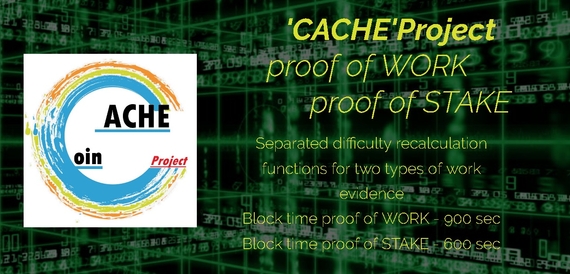 'CACHE'Project
proof of WORK
proof of STAKE
ACHE
oin
Project
Separated difficulty recalculation
functions for two types of work
evidence
Block time proof of WORK - 900 sec
Block time proof of STAKE - 600 sec